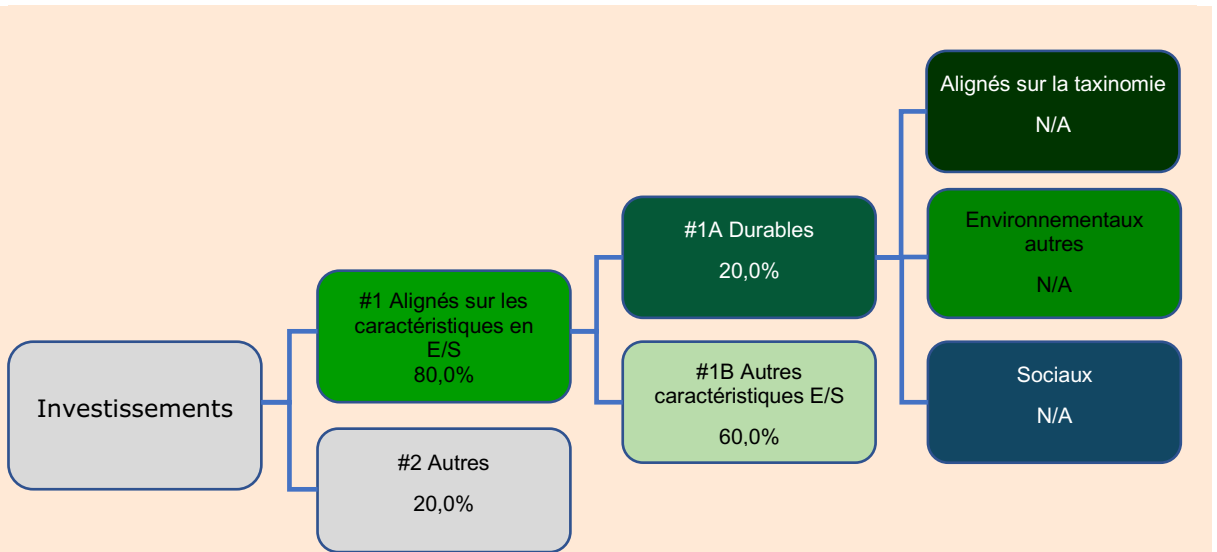 Investissements
#1 Alignés sur les
caractéristiques en
E/S
80,0%
#2 Autres
20,0%
#1A Durables
20,0%
#1B Autres
caractéristiques E/S
60,0%
Alignés sur la taxinomie
N/A
Environnementaux
autres
N/A
Sociaux
N/A